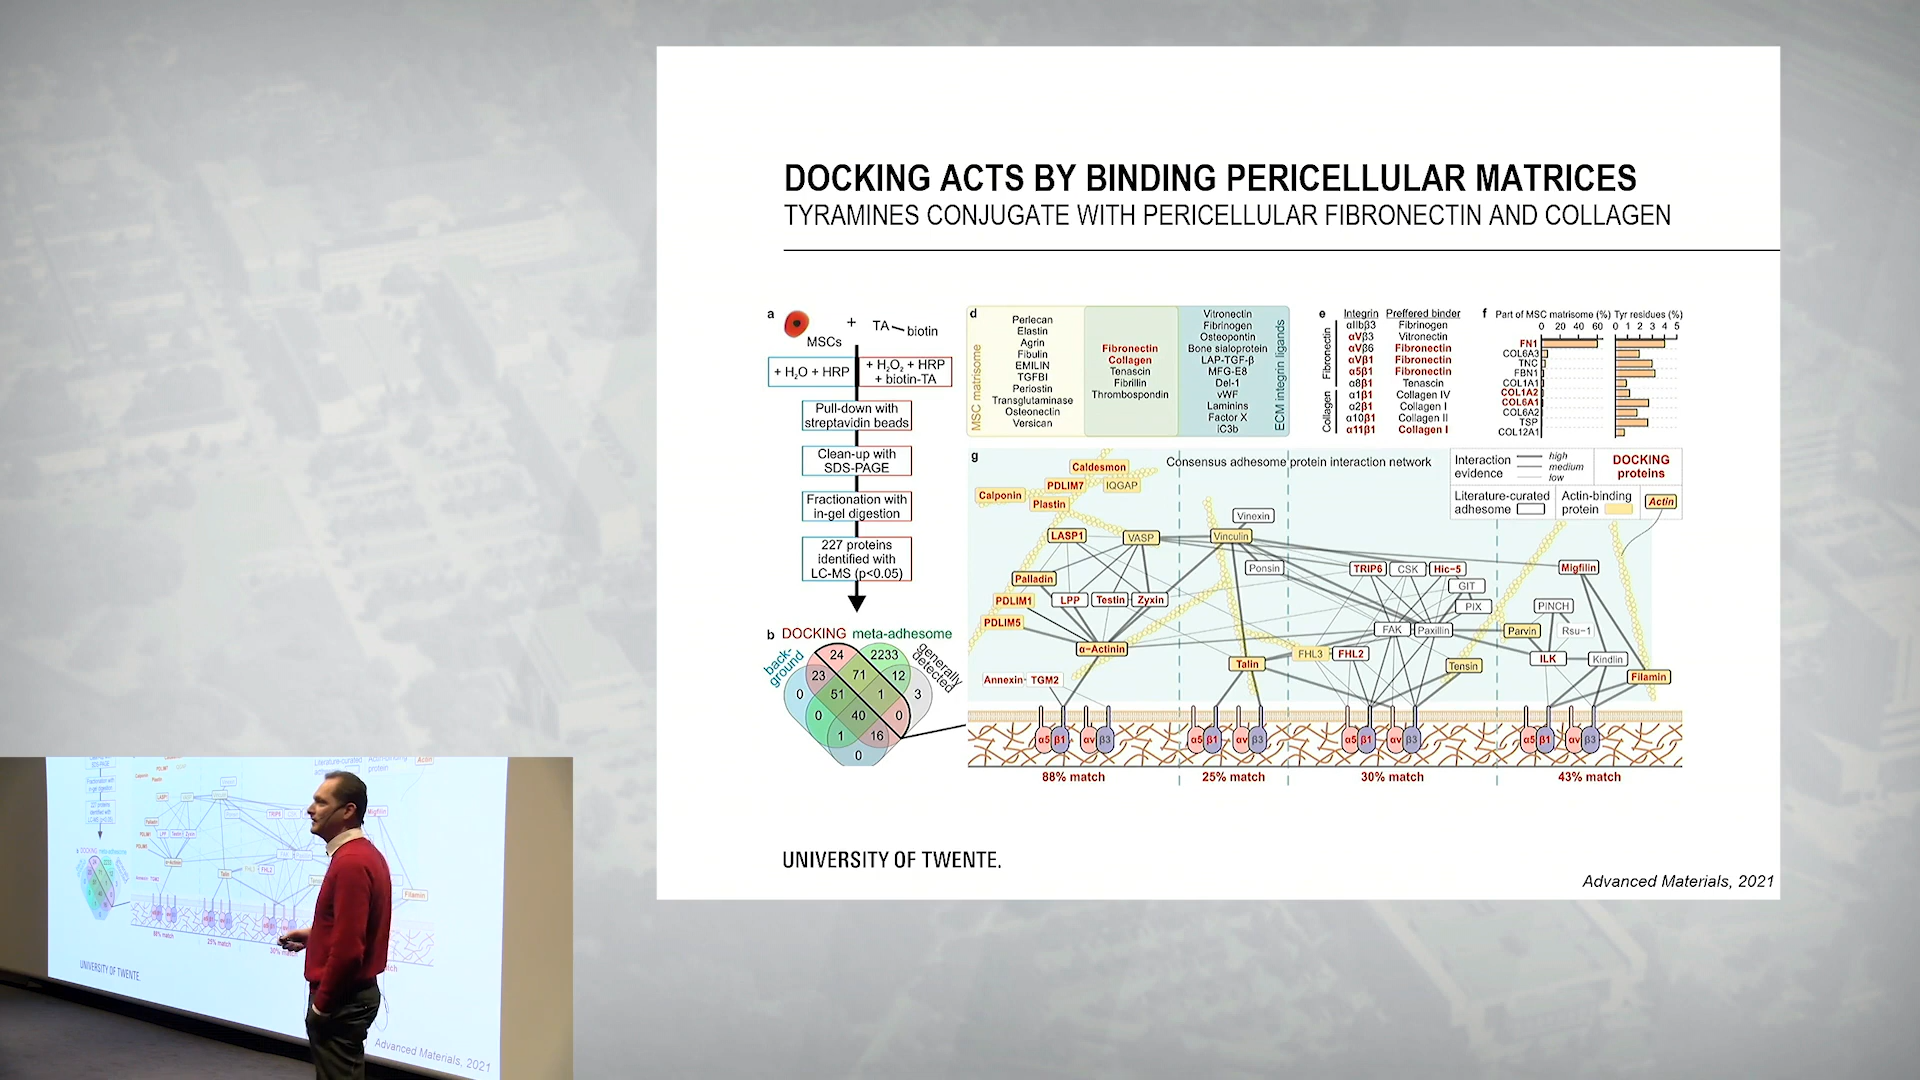 DOCKING ACTS BY BINDING PERICELLULAR MATRICES
TYRAMINES CONJUGATE WITH PERICELLULAR FIBRONECTIN AND COLLAGEN
a
MSCs
+
TA
biotin
+ H₂O + HRP
+ H₂O₂ + HRP
+ biotin-TA
Pull-down with
streptavidin beads
Clean-up with
SDS-PAGE
Fractionation with
in-gel digestion
227 proteins
identified with
LC-MS (p<0.05)
b
DOCKING
meta-adhesome
back-
ground
generally
detected
24
2233
23
71
12
0
51
1
3
0
40
0
1
16
0
d
MSC matrisome
Perlecan
Elastin
Agrin
Fibulin
EMILIN
TGFBI
Periostin
Transglutaminase
Osteonectin
Versican
Fibronectin
Collagen
Tenascin
Fibrillin
Thrombospondin
Vitronectin
Fibrinogen
Osteopontin
Bone sialoprotein
LAP-TGF-β
MFG-E8
Del-1
vWF
Laminins
Factor X
iC3b
ECM integrin ligands
e
Integrin Preffered binder
Fibronectin
αIIbβ3 Fibrinogen
αVβ3 Vitronectin
αVβ6 Fibronectin
αVβ1 Fibronectin
α5β1 Fibronectin
α8β1 Tenascin
Collagen
α1β1 Collagen IV
α2β1 Collagen I
α10β1 Collagen II
α11β1 Collagen I
f
Part of MSC matrisome (%) Tyr residues (%)
0 20 40 60 0 1 2 3 4 5
FN1
COL6A3
TNC
FBN1
COL1A1
COL1A2
COL6A1
COL6A2
TSP
COL12A1
g
Consensus adhesome protein interaction network
Interaction
evidence
high
medium
low
DOCKING
proteins
Literature-curated
adhesome
Actin-binding
protein
Actin
Caldesmon
PDLIM7
IQGAP
Calponin
Plastin
Vinexin
LASP1
VASP
Vinculin
Ponsin
TRIP6
CSK
Hic-5
Migfilin
Palladin
GIT
PDLIM1
LPP
Testin
Zyxin
PIX
PINCH
PDLIM5
FAK
Paxillin
Parvin
Rsu-1
α-Actinin
FHL3
FHL2
ILK
Kindlin
Talin
Tensin
Annexin
TGM2
Filamin
α5 β1 αv β3
α5 β1 αv β3
α5 β1 αv β3
α5 β1 αv β3
88% match
25% match
30% match
43% match
UNIVERSITY OF TWENTE.
Advanced Materials, 2021
UNIVERSITY OF TWENTE.
Advanced Materials, 2021